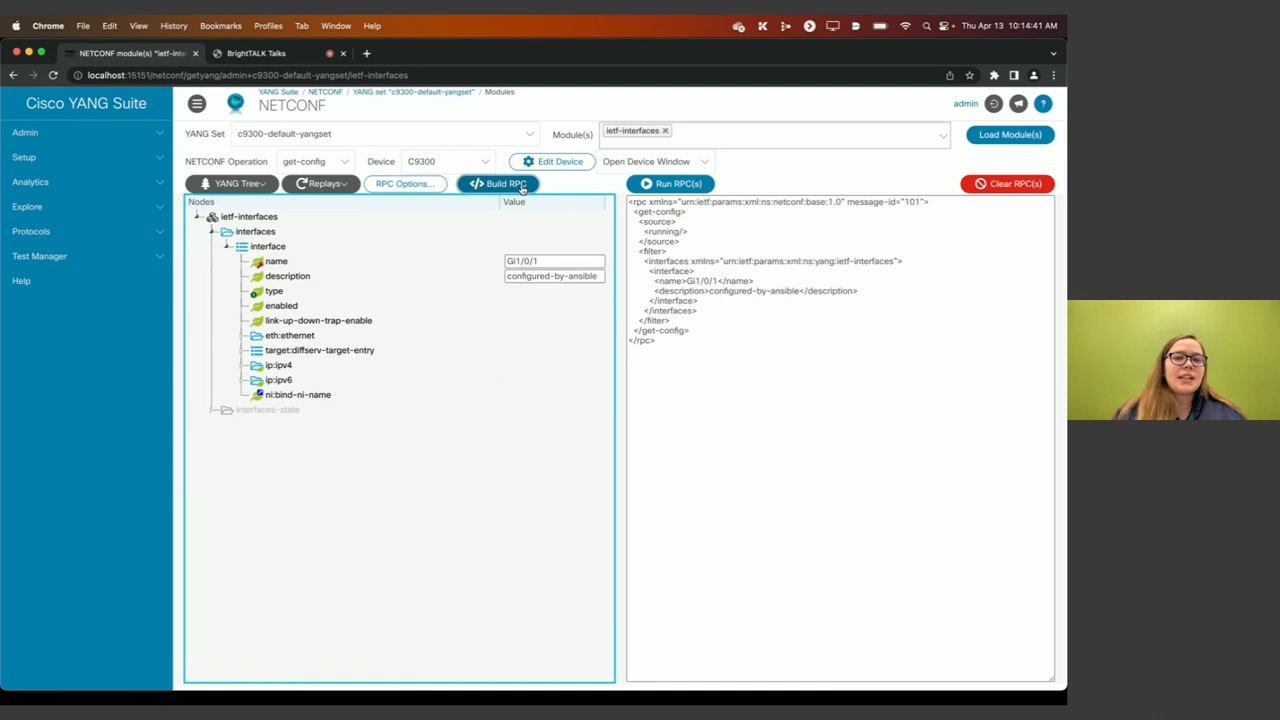 Chrome File Edit View History Bookmarks Profiles Tab Window Help Thu Apr 13 10:14:41 AM
NETCONF module(s) "ietf-inte BrightTALK Talks
localhost:15151/netconf/getyang/admin+c9300-default-yangset/ietf-interfaces
Cisco YANG Suite
YANG Suite / NETCONF / YANG set "c9300-default-yangset" / Modules
NETCONF
admin
Admin
Setup
Analytics
Explore
Protocols
Test Manager
Help
YANG Set c9300-default-yangset Module(s) ietf-interfaces Load Module(s)
NETCONF Operation get-config Device C9300 Edit Device Open Device Window
YANG Tree Replays RPC Options... Build RPC Run RPC(s) Clear RPC(s)
Nodes Value
ietf-interfaces
interfaces
interface
name Gi1/0/1
description configured-by-ansible
type
enabled
link-up-down-trap-enable
eth:ethernet
target:diffserv-target-entry
ip:ipv4
ip:ipv6
ni:bind-ni-name
interfaces-state
<rpc xmlns="urn:ietf:params:xml:ns:netconf:base:1.0" message-id="101">
<get-config>
<source>
<running/>
</source>
<filter>
<interfaces xmlns="urn:ietf:params:xml:ns:yang:ietf-interfaces">
<interface>
<name>Gi1/0/1</name>
<description>configured-by-ansible</description>
</interface>
</interfaces>
</filter>
</get-config>
</rpc>